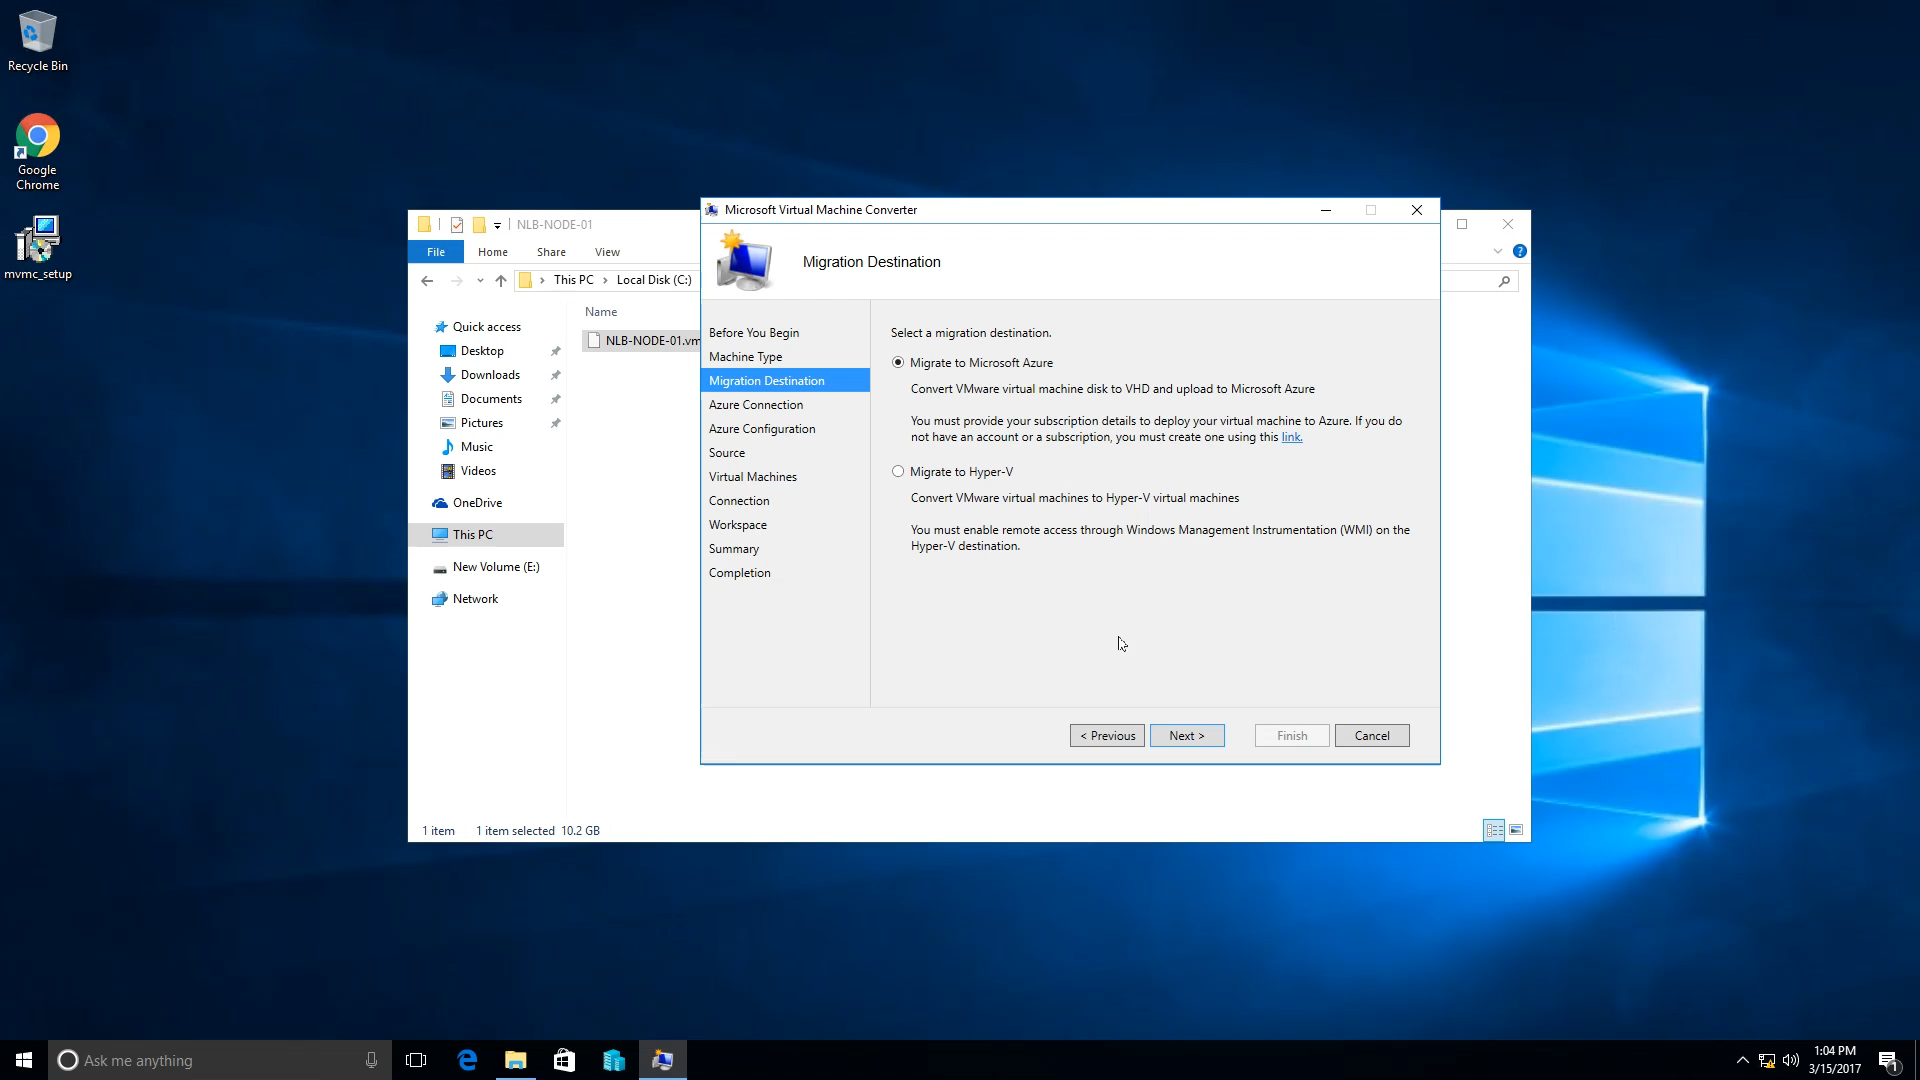 Recycle Bin
Google
Chrome
mvmc_setup
NLB-NODE-01
File
Home
Share
View
This PC
Local Disk (C:)
Name
Quick access
NLB-NODE-01.vm
Desktop
Downloads
Documents
Pictures
Music
Videos
OneDrive
This PC
New Volume (E:)
Network
1 item
1 item selected 10.2 GB
Microsoft Virtual Machine Converter
Migration Destination
Before You Begin
Machine Type
Migration Destination
Azure Connection
Azure Configuration
Source
Virtual Machines
Connection
Workspace
Summary
Completion
Select a migration destination.
Migrate to Microsoft Azure
Convert VMware virtual machine disk to VHD and upload to Microsoft Azure
You must provide your subscription details to deploy your virtual machine to Azure. If you do
not have an account or a subscription, you must create one using this link.
Migrate to Hyper-V
Convert VMware virtual machines to Hyper-V virtual machines
You must enable remote access through Windows Management Instrumentation (WMI) on the
Hyper-V destination.
< Previous
Next >
Finish
Cancel
Ask me anything
1:04 PM
3/15/2017
1